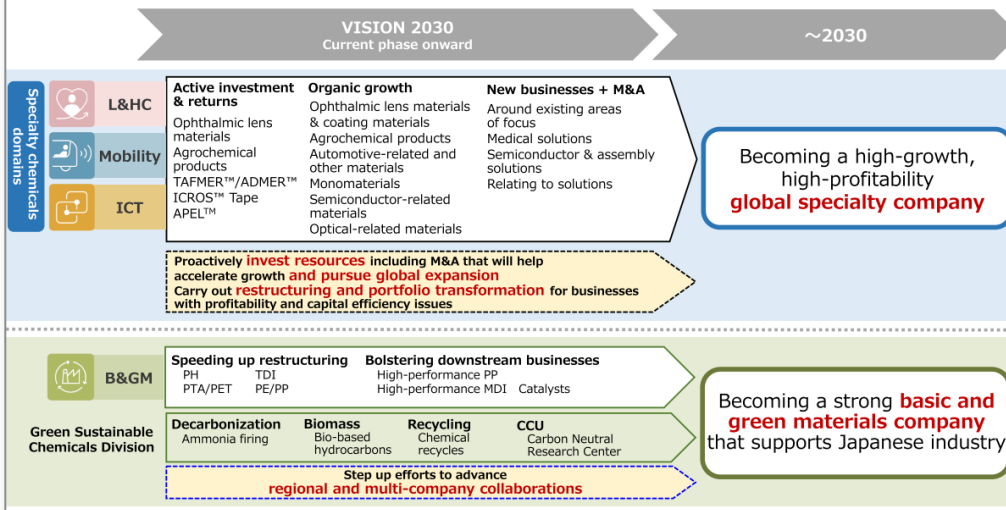 VISION 2030
Current phase onward
～2030
Specialty chemicals
domains
L&HC
Mobility
ICT
Active investment
& returns
Ophthalmic lens
materials
Agrochemical
products
TAFMER™/ADMER™
ICROS™ Tape
APEL™
Organic growth
Ophthalmic lens materials
& coating materials
Agrochemical products
Automotive-related and
other materials
Monomaterials
Semiconductor-related
materials
Optical-related materials
New businesses + M&A
Around existing areas
of focus
Medical solutions
Semiconductor & assembly
solutions
Relating to solutions
Becoming a high-growth,
high-profitability
global specialty company
Proactively invest resources including M&A that will help
accelerate growth and pursue global expansion
Carry out restructuring and portfolio transformation for businesses
with profitability and capital efficiency issues
B&GM
Green Sustainable
Chemicals Division
Speeding up restructuring
PH TDI
PTA/PET PE/PP
Bolstering downstream businesses
High-performance PP
High-performance MDI Catalysts
Decarbonization
Ammonia firing
Biomass
Bio-based
hydrocarbons
Recycling
Chemical
recycles
CCU
Carbon Neutral
Research Center
Step up efforts to advance
regional and multi-company collaborations
Becoming a strong basic and
green materials company
that supports Japanese industry